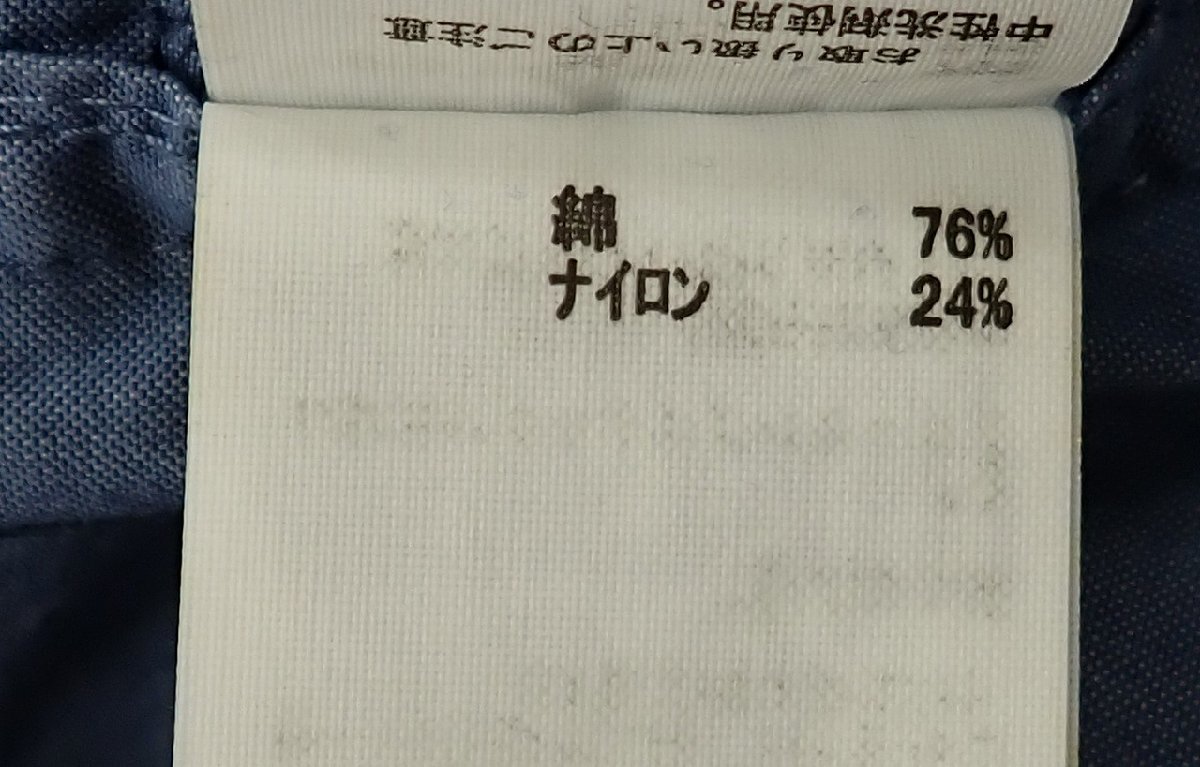 お取り扱い上のご注意
中性洗剤使用。
綿 76%
ナイロン 24%